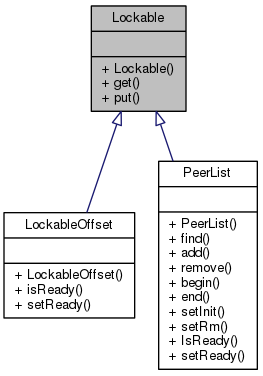 Lockable
+ Lockable()
+ get()
+ put()
LockableOffset
+ LockableOffset()
+ isReady()
+ setReady()
PeerList
+ PeerList()
+ find()
+ add()
+ remove()
+ begin()
+ end()
+ setInit()
+ setRm()
+ IsReady()
+ setReady()